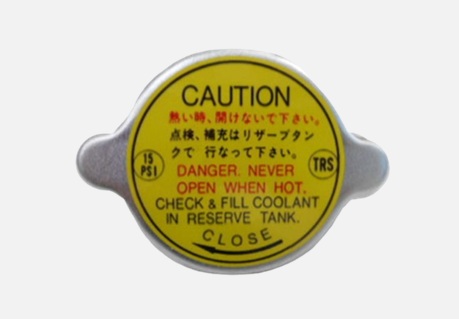 CAUTION
熱い時、開けないで下さい。
点検、補充はリザーブタン
クで 行なって下さい。
15
PSI
TRS
DANGER. NEVER
OPEN WHEN HOT.
CHECK & FILL COOLANT
IN RESERVE TANK.
CLOSE